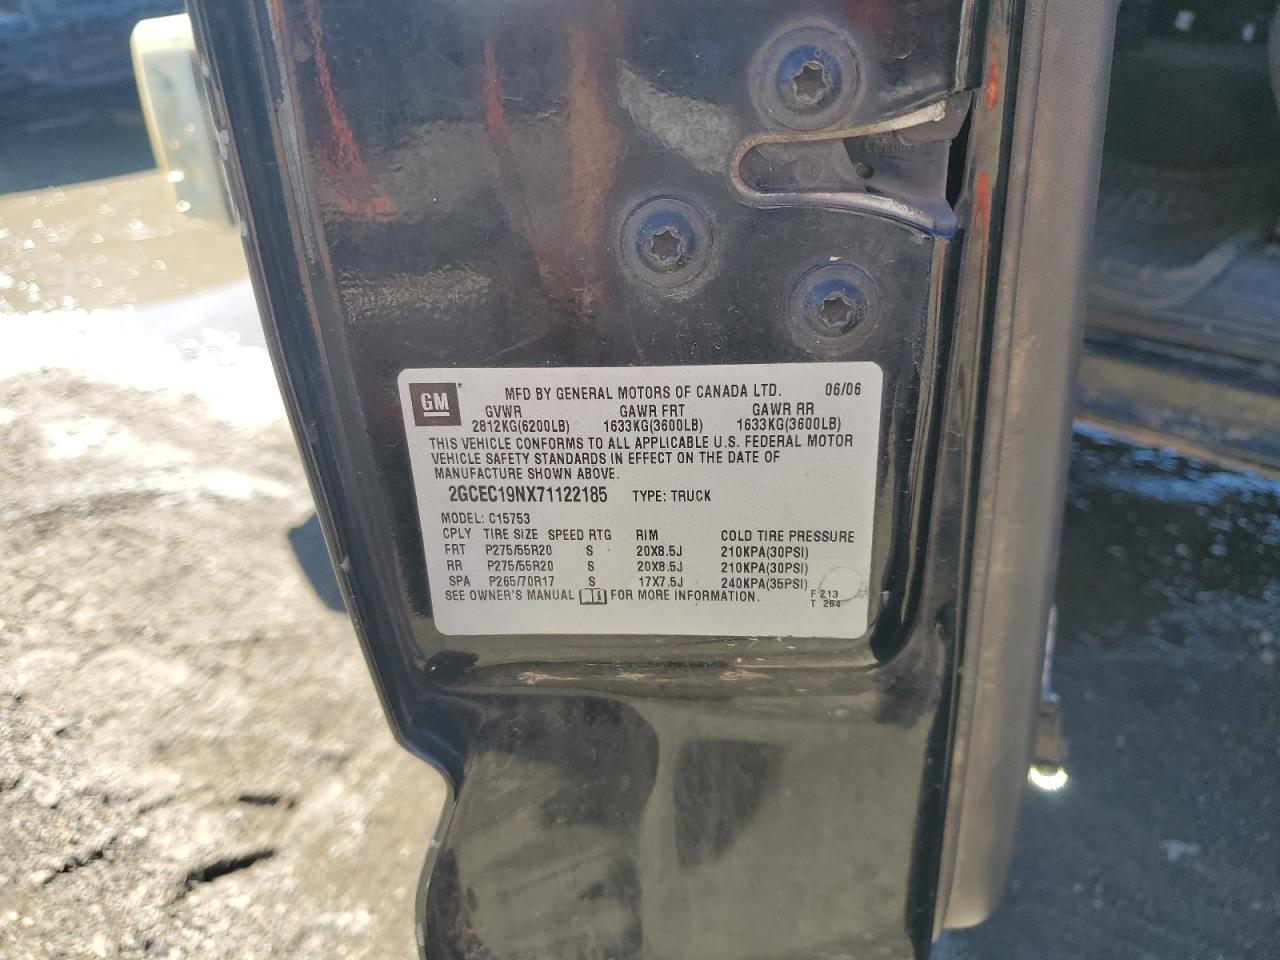 GM MFD BY GENERAL MOTORS OF CANADA LTD. 06/06
GVWR GAWR FRT GAWR RR
2812KG(6200LB) 1633KG(3600LB) 1633KG(3600LB)
THIS VEHICLE CONFORMS TO ALL APPLICABLE U.S. FEDERAL MOTOR
VEHICLE SAFETY STANDARDS IN EFFECT ON THE DATE OF
MANUFACTURE SHOWN ABOVE.
2GCEC19NX71122185 TYPE: TRUCK
MODEL: C15753
CPLY TIRE SIZE SPEED RTG RIM COLD TIRE PRESSURE
FRT P275/55R20 S 20X8.5J 210KPA(30PSI)
RR P275/55R20 S 20X8.5J 210KPA(30PSI)
SPA P265/70R17 S 17X7.5J 240KPA(35PSI)
SEE OWNER'S MANUAL FOR MORE INFORMATION.
F 213
T 264